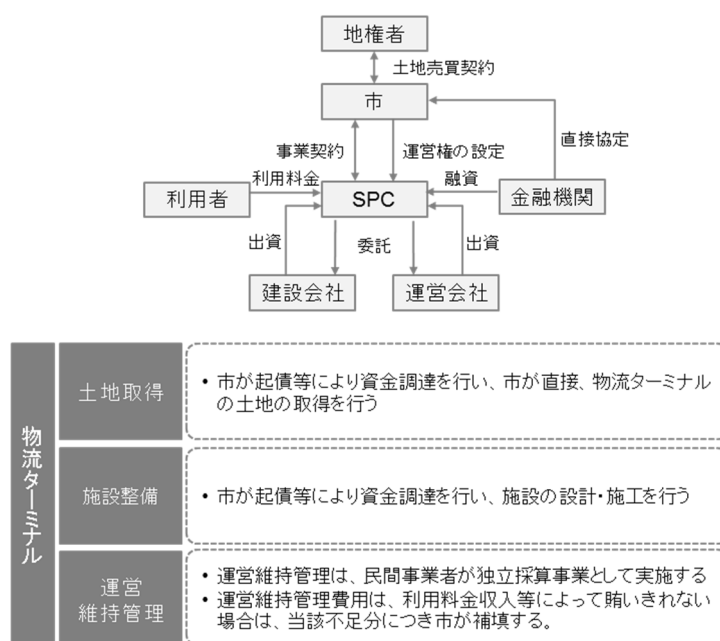 地権者
土地売買契約
市
直接協定
事業契約
運営権の設定
利用料金
融資
利用者
SPC
金融機関
出資
委託
出資
建設会社
運営会社
物流ターミナル
土地取得
• 市が起債等により資金調達を行い、市が直接、物流ターミナル
の土地の取得を行う
施設整備
• 市が起債等により資金調達を行い、施設の設計・施工を行う
運営
維持管理
• 運営維持管理は、民間事業者が独立採算事業として実施する
• 運営維持管理費用は、利用料金収入等によって賄いきれない
場合は、当該不足分につき市が補填する。